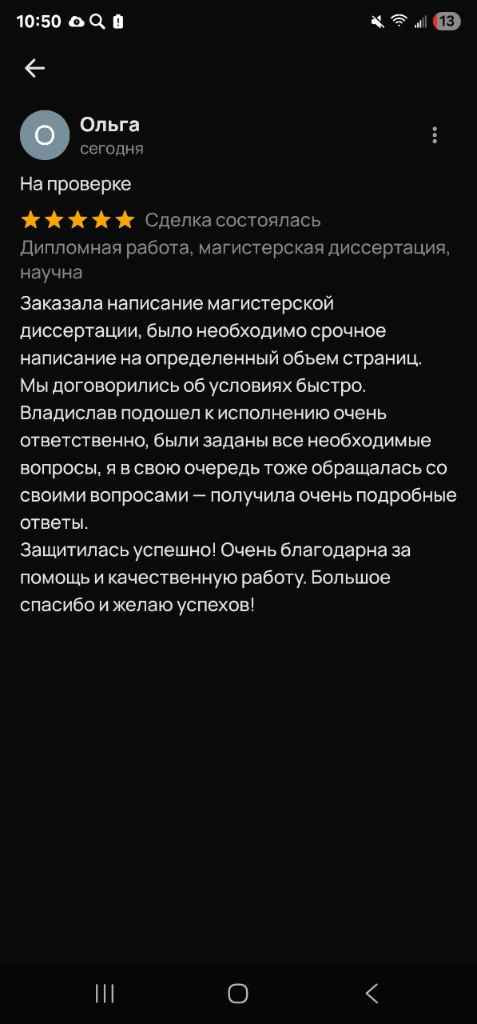 10:50
13
О
Ольга
сегодня
На проверке
Сделка состоялась
Дипломная работа, магистерская диссертация,
научна
Заказала написание магистерской
диссертации, было необходимо срочное
написание на определенный объем страниц.
Мы договорились об условиях быстро.
Владислав подошел к исполнению очень
ответственно, были заданы все необходимые
вопросы, я в свою очередь тоже обращалась со
своими вопросами — получила очень подробные
ответы.
Защитилась успешно! Очень благодарна за
помощь и качественную работу. Большое
спасибо и желаю успехов!